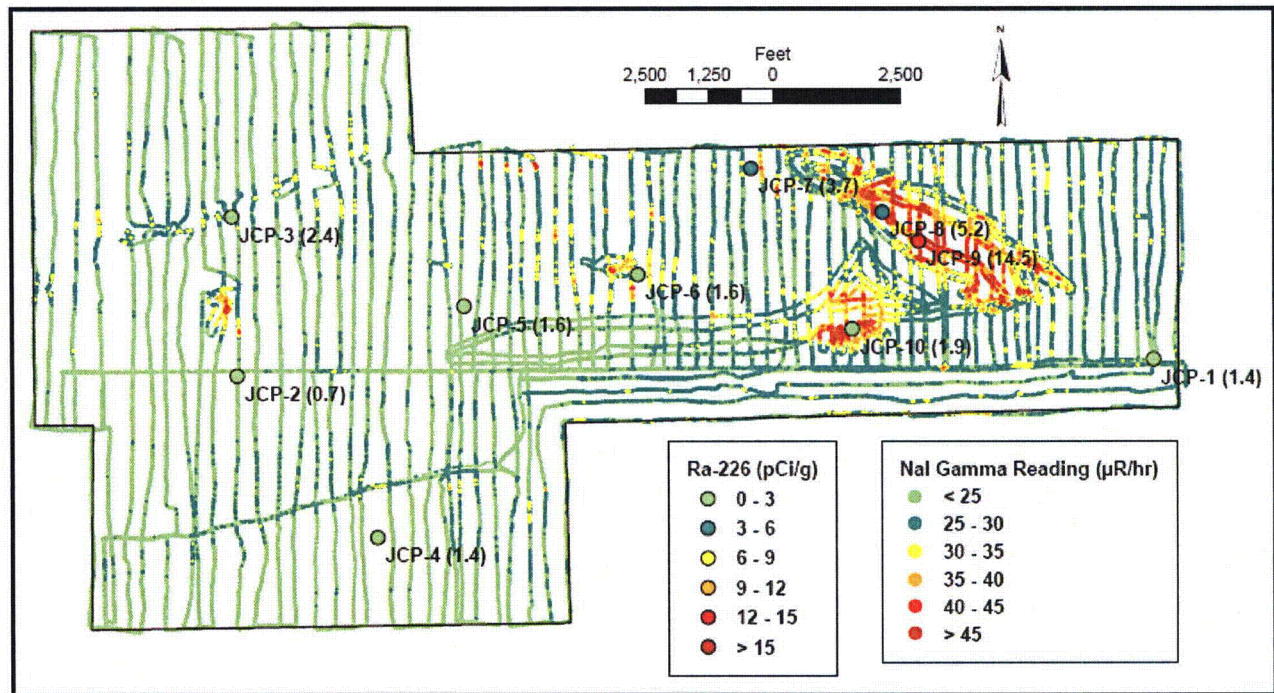 N
Feet
2,500 1,250 0 2,500
JCP-7 (3.7)
JCP-8 (5.2)
JCP-3 (2.4)
JCP-9 (14.5)
JCP-6 (1.6)
JCP-5 (1.6)
JCP-10 (1.9)
JCP-1 (1.4)
JCP-2 (0.7)
JCP-4 (1.4)
Ra-226 (pCi/g)
0 - 3
3 - 6
6 - 9
9 - 12
12 - 15
> 15
NaI Gamma Reading (µR/hr)
< 25
25 - 30
30 - 35
35 - 40
40 - 45
> 45